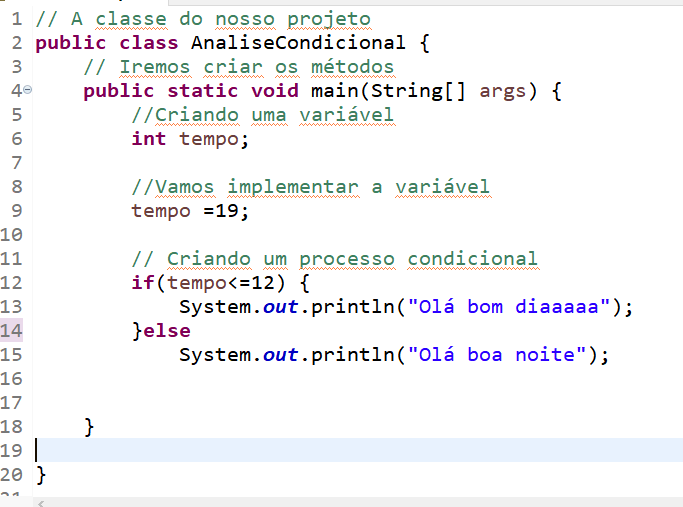 1 // A classe do nosso projeto
2 public class AnaliseCondicional {
3     // Iremos criar os métodos
4     public static void main(String[] args) {
5         //Criando uma variável
6         int tempo;
7
8         //Vamos implementar a variável
9         tempo =19;
10
11         // Criando um processo condicional
12         if(tempo<=12) {
13             System.out.println("Olá bom diaaaaa");
14         }else
15             System.out.println("Olá boa noite");
16
17
18     }
19
20 }